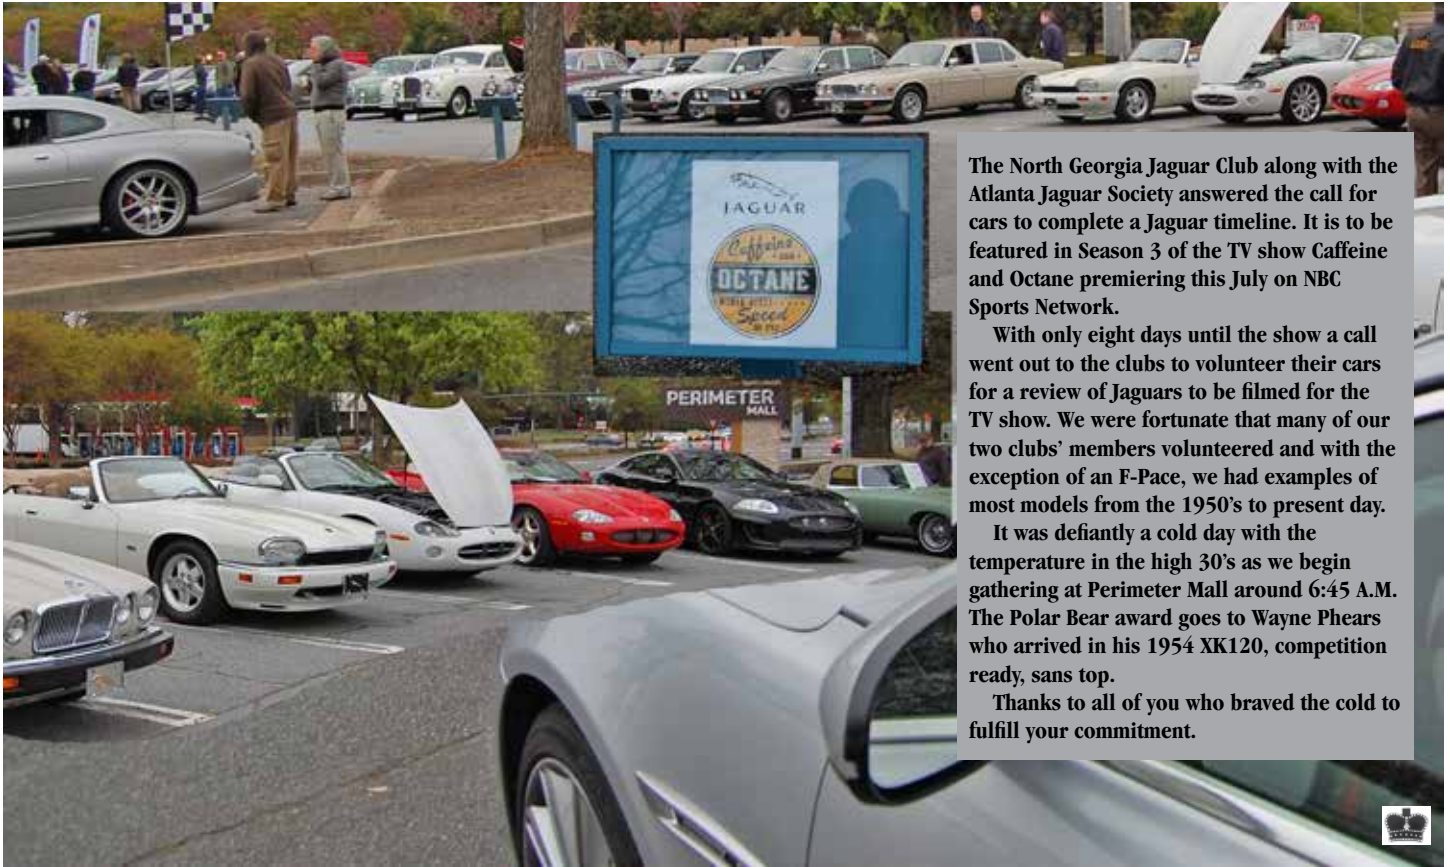 JAGUAR
Caffeine
AND
OCTANE
Speed
PERIMETER
MALL
The North Georgia Jaguar Club along with the
Atlanta Jaguar Society answered the call for
cars to complete a Jaguar timeline. It is to be
featured in Season 3 of the TV show Caffeine
and Octane premiering this July on NBC
Sports Network.
With only eight days until the show a call
went out to the clubs to volunteer their cars
for a review of Jaguars to be filmed for the
TV show. We were fortunate that many of our
two clubs’ members volunteered and with the
exception of an F-Pace, we had examples of
most models from the 1950’s to present day.
It was defiantly a cold day with the
temperature in the high 30’s as we begin
gathering at Perimeter Mall around 6:45 A.M.
The Polar Bear award goes to Wayne Phears
who arrived in his 1954 XK120, competition
ready, sans top.
Thanks to all of you who braved the cold to
fulfill your commitment.